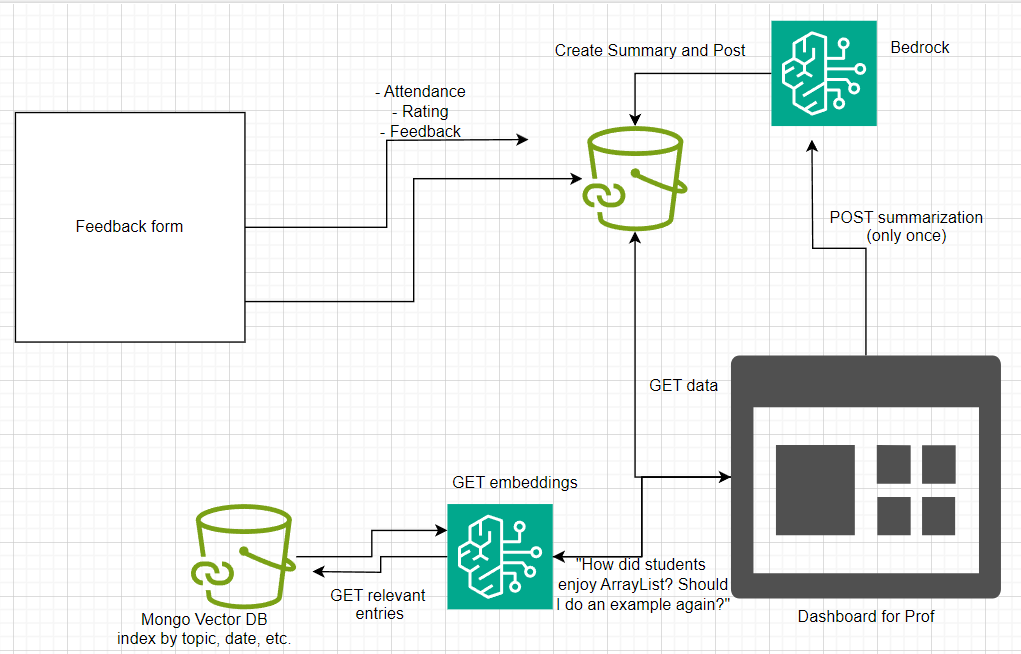 Create Summary and Post
Bedrock
- Attendance
- Rating
- Feedback
Feedback form
POST summarization
(only once)
GET data
GET embeddings
"How did students
enjoy ArrayList? Should
I do an example again?"
GET relevant
entries
Mongo Vector DB
index by topic, date, etc.
Dashboard for Prof